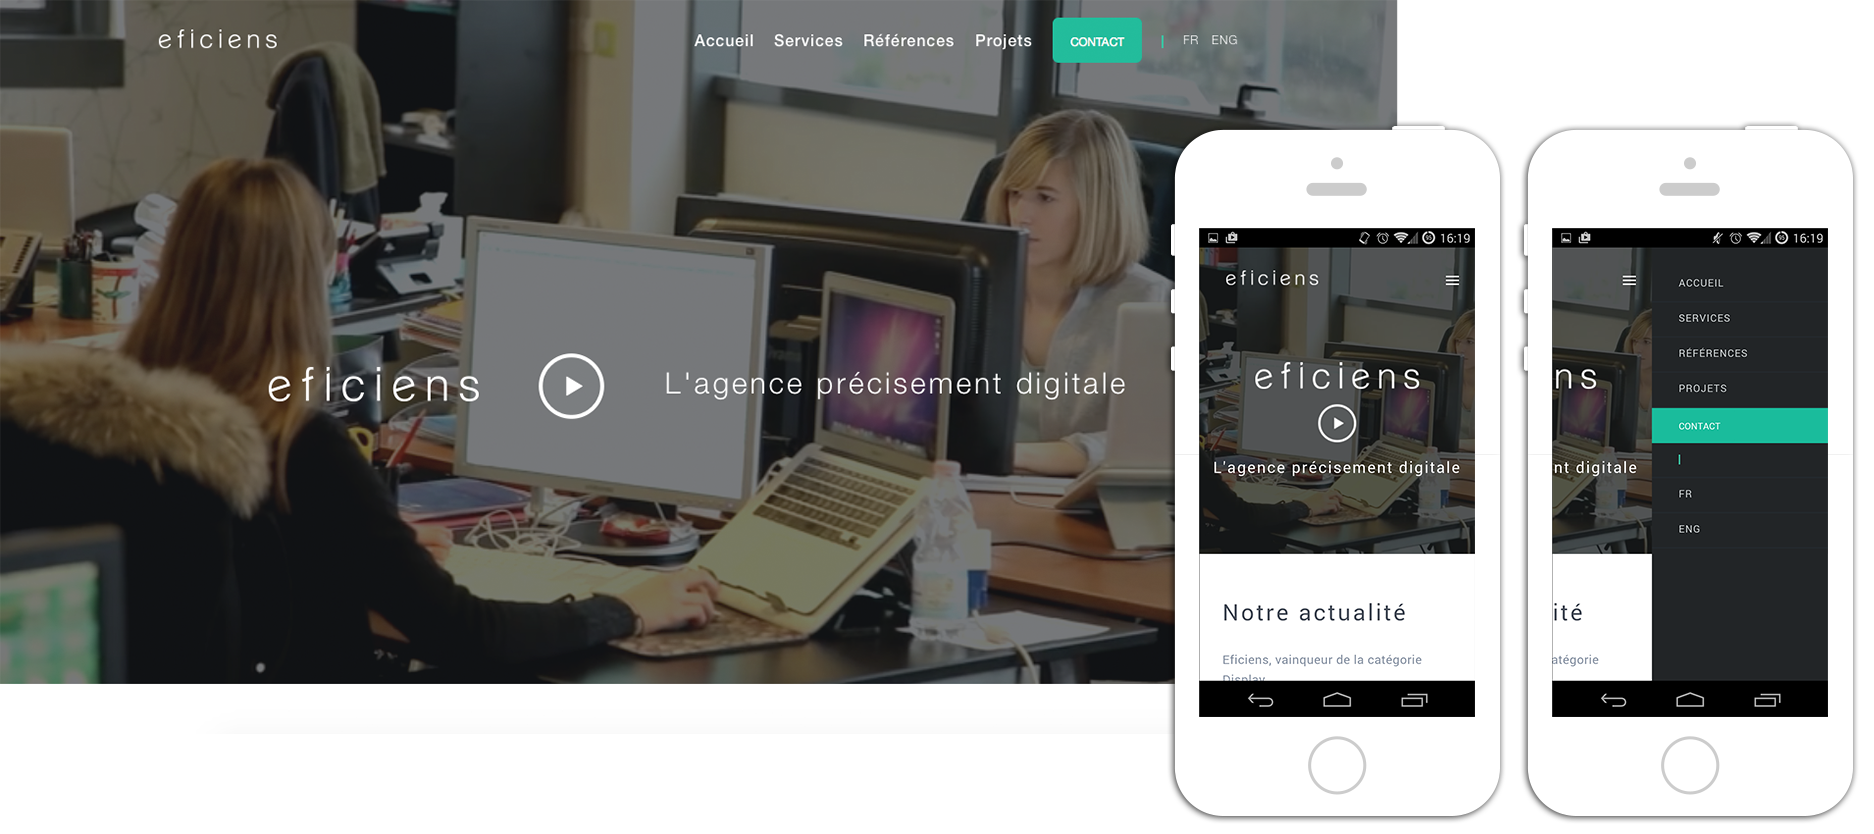 eficiens
Accueil Services Références Projets CONTACT | FR ENG
eficiens
L'agence précisement digitale
16:19
eficiens
eficiens
L'agence précisement digitale
Notre actualité
Eficiens, vainqueur de la catégorie
Display
16:19
ns
nt digitale
ité
atégorie
ACCUEIL
SERVICES
RÉFÉRENCES
PROJETS
CONTACT
|
FR
ENG